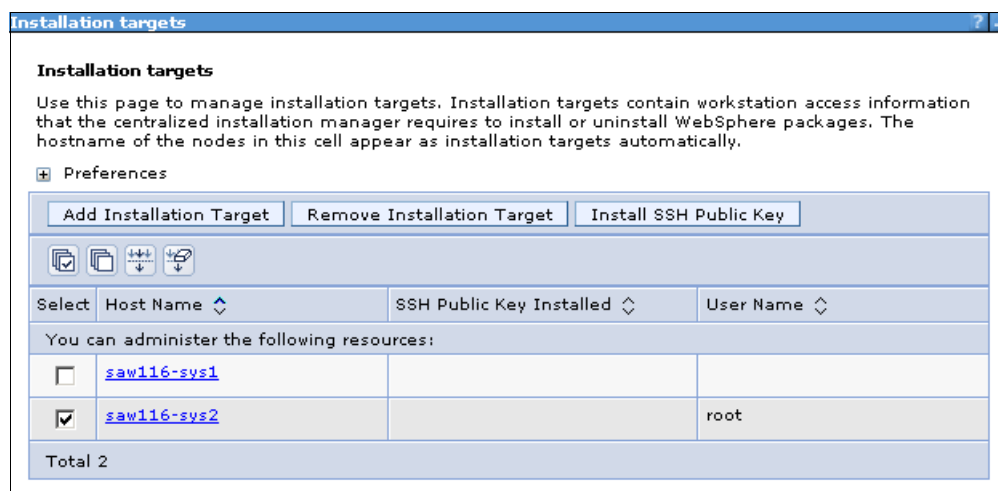 Installation targets ?
Installation targets
Use this page to manage installation targets. Installation targets contain workstation access information
that the centralized installation manager requires to install or uninstall WebSphere packages. The
hostname of the nodes in this cell appear as installation targets automatically.
Preferences
Add Installation Target Remove Installation Target Install SSH Public Key
Select Host Name SSH Public Key Installed User Name
You can administer the following resources:
saw116-sys1
saw116-sys2 root
Total 2